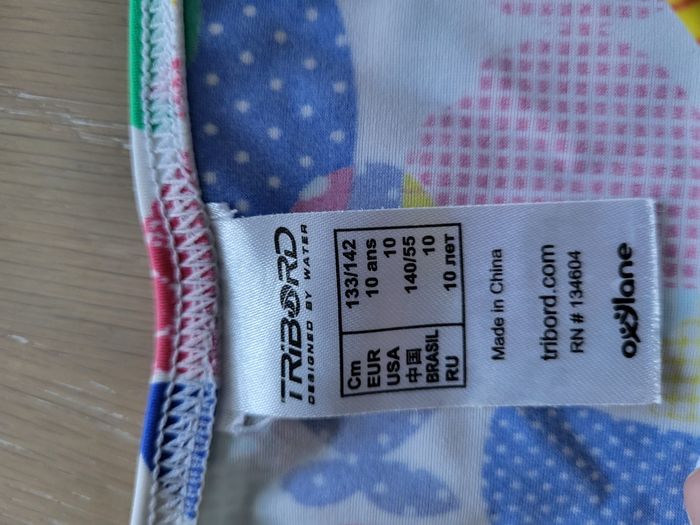 TRIBORD
DESIGNED BY WATER
Cm 133/142
EUR 10 ans
USA 10
中国 140/55
BRASIL 10
RU 10 лет
Made in China
tribord.com
RN # 134604
oxylane